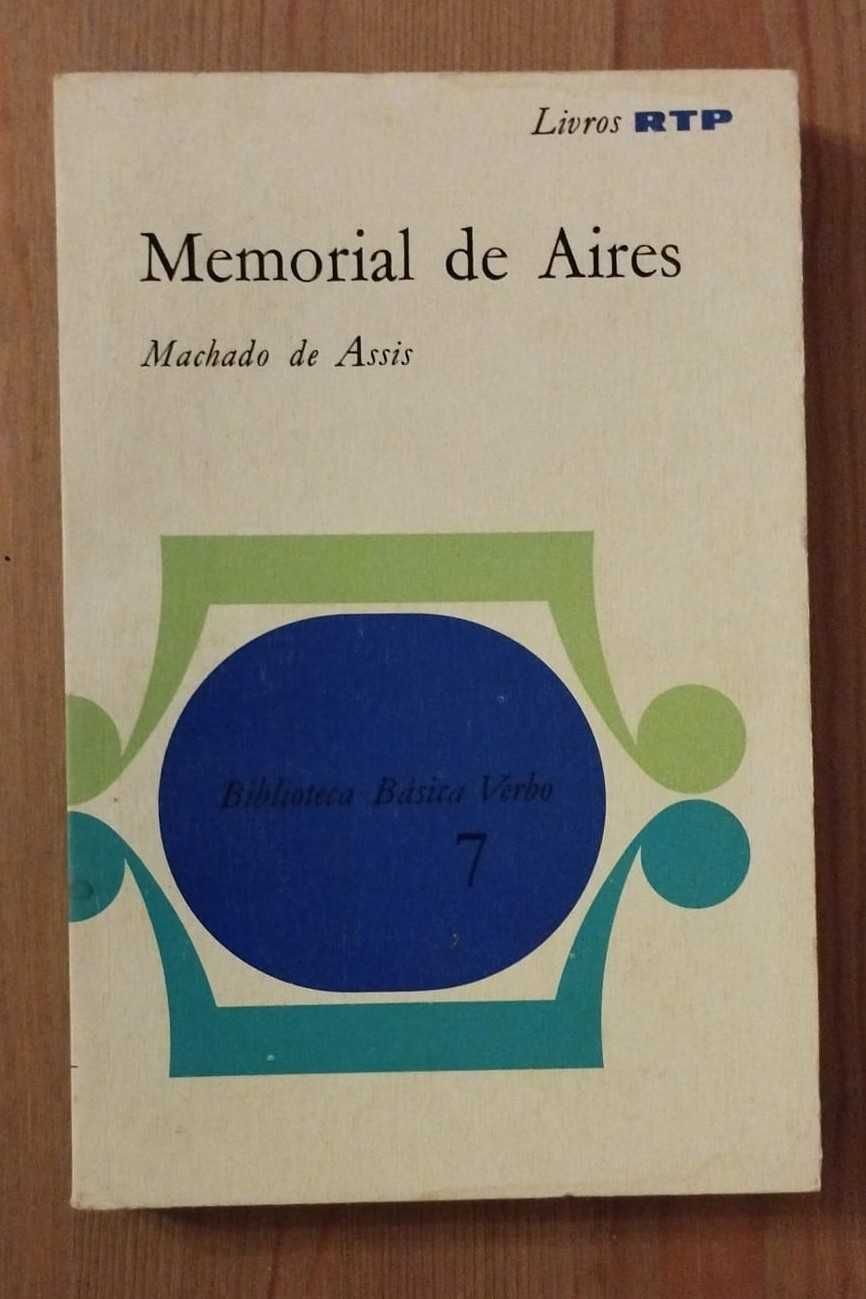 Livros RTP
Memorial de Aires
Machado de Assis
Biblioteca Básica Verbo
7